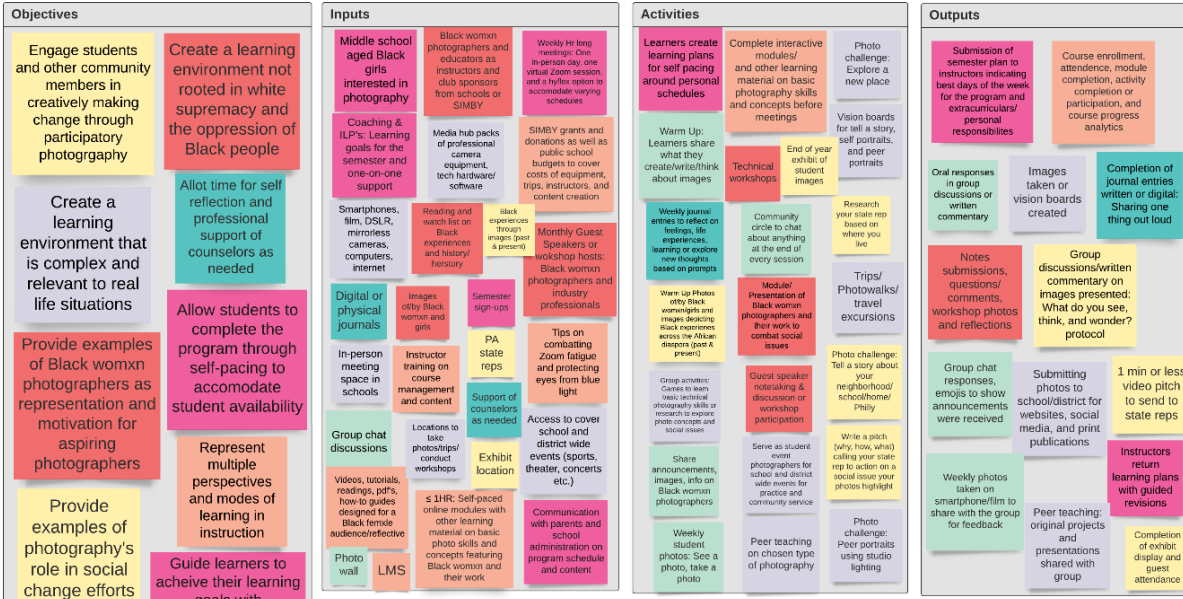 Objectives
Engage students
and other community
members in
creatively making
change through
participatory
photogrgaphy
Create a learning
environment not
rooted in white
supremacy and
the oppression of
Black people
Create a
learning
environment that
is complex and
relevant to real
life situations
Allot time for self
reflection and
professional
support of
counselors as
needed
Allow students to
complete the
program through
self-pacing to
accomodate
student availability
Provide examples
of Black womxn
photographers as
representation and
motivation for
aspiring
photographers
Represent
multiple
perspectives
and modes of
learning in
instruction
Provide
examples of
photography's
role in social
change efforts
Guide learners to
acheive their learning
goals with
Inputs
Middle school
aged Black
girls
interested in
photography
Black womxn
photographers and
educators as
instructors and
club sponsors
from schools or
SIMBY
Weekly Hr long
meetings: One
in-person day, one
virtual Zoom session,
and a hyflex option to
accomodate varying
schedules
Coaching &
ILP's: Learning
goals for the
semester and
one-on-one
support
Media hub packs
of professional
camera
equipment,
tech hardware/
software
SIMBY grants and
donations as well as
public school
budgets to cover
costs of equipment,
trips, instructors, and
content creation
Smartphones,
film, DSLR,
mirrorless
cameras,
computers,
internet
Reading and
watch list on
Black
experiences
and history/
herstory
Black
experiences
through
images (past
& present)
Monthly Guest
Speakers or
wokshop hosts:
Black womxn
photographers and
industry
professionals
Digital or
physical
journals
Images
of/by Black
womxn and
girls
Semester
sign-ups
PA
state
reps
Tips on
combatting
Zoom fatigue
and protecting
eyes from blue
light
In-person
meeting
space in
schools
Instructor
training on
course
management
and content
Support of
counselors
as needed
Group chat
discussions
Locations to
take
photos/trips/
conduct
workshops
Exhibit
location
Access to cover
school and
district wide
events (sports,
theater, concerts
etc.)
Videos, tutorials,
readings, pdf's,
how-to guides
designed for a
Black femxle
audience/reflective
≤ 1HR: Self-paced
online modules with
other learning
material on basic
photo skills and
concepts featuring
Black womxn and
their work
Communication
with parents and
school
administration on
program schedule
and content
Photo
wall
LMS
Activities
Learners create
learning plans
for self pacing
around personal
schedules
Complete interactive
modules/
and other learning
material on basic
photography skills
and concepts before
meetings
Photo
challenge:
Explore a
new place
Warm Up:
Learners share
what they
create/write/think
about images
Technical
workshops
End of year
exhibit of
student
images
Vision boards
for tell a story,
self portraits,
and peer
portraits
Weekly journal
entries to reflect on
feelings, life
experiences,
learning or explore
new thoughts
based on prompts
Community
circle to chat
about anything
at the end of
every session
Research
your state rep
based on
where you
live
Warm Up Photos
of/by Black
womxn/girls and
images depicting
Black experienes
across the African
diaspora (past &
present)
Module/
Presentation of
Black womxn
photographers and
their work to
combat social
issues
Trips/
Photowalks/
travel
excursions
Group activities:
Games to learn
basic technical
photography skills or
research to explore
photo concepts and
social issues
Guest speaker
notetaking &
discussion or
workshop
participation
Photo challenge:
Tell a story about
your
neighborhood/
school/home/
Philly
Share
announcements,
images, info on
Black womxn
photographers
Serve as student
event
photographers for
school and district
wide events for
practice and
community service
Write a pitch
(why, how, what)
calling your state
rep to action on a
social issue your
photos highlight
Weekly
student
photos: See a
photo, take a
photo
Peer teaching
on chosen type
of photography
Photo
challenge:
Peer portraits
using studio
lighting
Outputs
Submission of
semester plan to
instructors indicating
best days of the week
for the program and
extracurriculars/
personal
responsibilites
Course enrollment,
attendence, module
completion, activity
completion or
participation, and
course progress
analytics
Oral responses
in group
discussions or
written
commentary
Images
taken or
vision boards
created
Completion of
journal entries
written or digital:
Sharing one
thing out loud
Notes
submissions,
questions/
comments,
workshop photos
and reflections
Group
discussions/written
commentary on
images presented:
What do you see,
think, and wonder?
protocol
Group chat
responses,
emojis to show
announcements
were received
Submitting
photos to
school/district for
websites, social
media, and print
publications
1 min or less
video pitch
to send to
state reps
Weekly photos
taken on
smartphone/film to
share with the group
for feedback
Instructors
return
learning plans
with guided
revisions
Peer teaching:
original projects
and
presentations
shared with
group
Completion
of exhibit
display and
guest
attendance